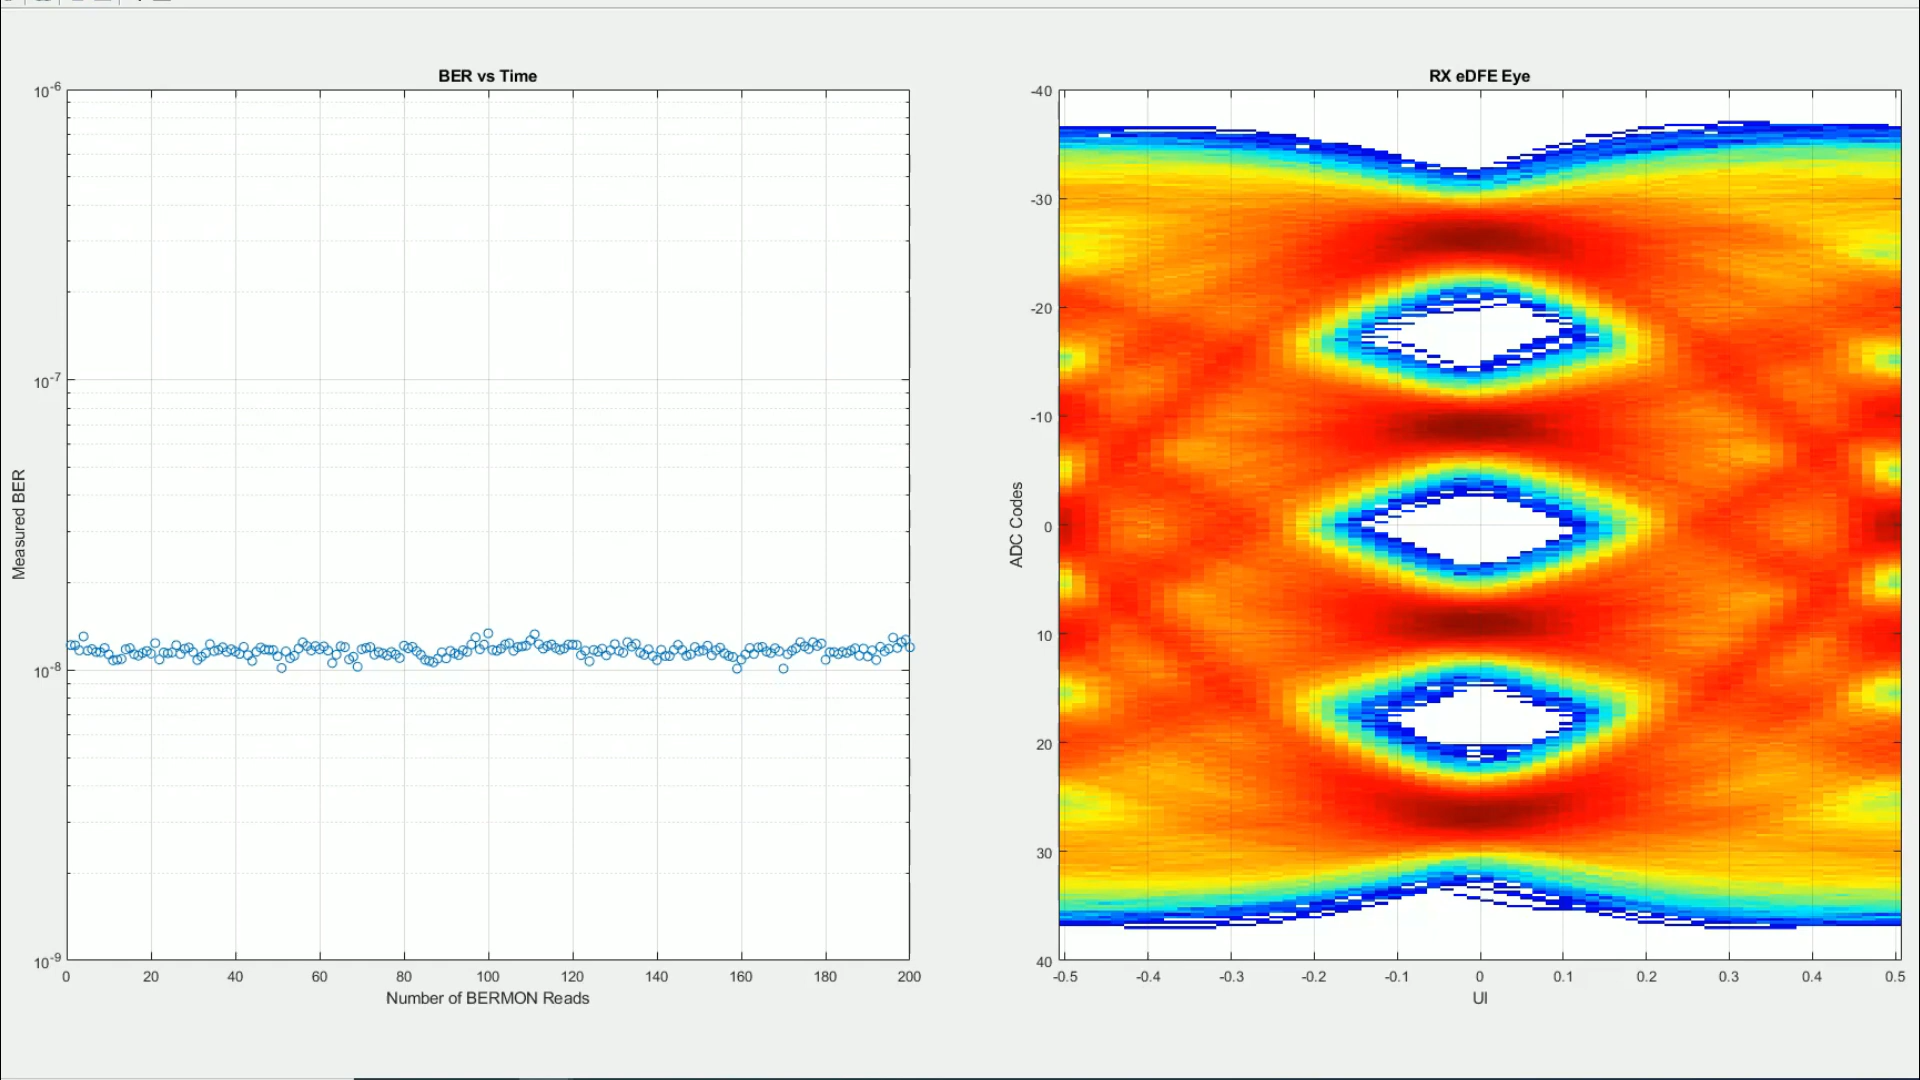 BER vs Time
10-6
10-7
10-8
10-9
Measured BER
0 20 40 60 80 100 120 140 160 180 200
Number of BERMON Reads
RX eDFE Eye
-40
-30
-20
-10
0
10
20
30
40
ADC Codes
-0.5 -0.4 -0.3 -0.2 -0.1 0 0.1 0.2 0.3 0.4 0.5
UI